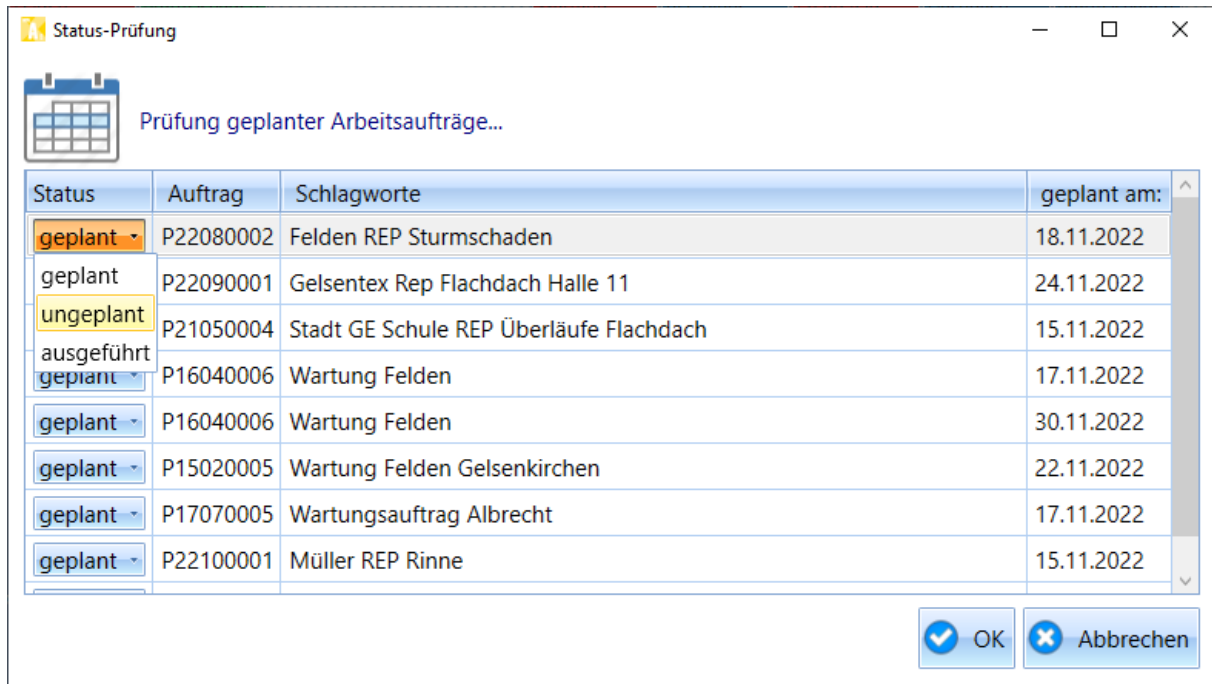 Status-Prüfung
Prüfung geplanter Arbeitsaufträge...
Status Auftrag Schlagworte geplant am:
geplant P22080002 Felden REP Sturmschaden 18.11.2022
geplant
P22090001 Gelsentex Rep Flachdach Halle 11 24.11.2022
ungeplant
P21050004 Stadt GE Schule REP Überläufe Flachdach 15.11.2022
ausgeführt
geplant P16040006 Wartung Felden 17.11.2022
geplant P16040006 Wartung Felden 30.11.2022
geplant P15020005 Wartung Felden Gelsenkirchen 22.11.2022
geplant P17070005 Wartungsauftrag Albrecht 17.11.2022
geplant P22100001 Müller REP Rinne 15.11.2022
OK Abbrechen